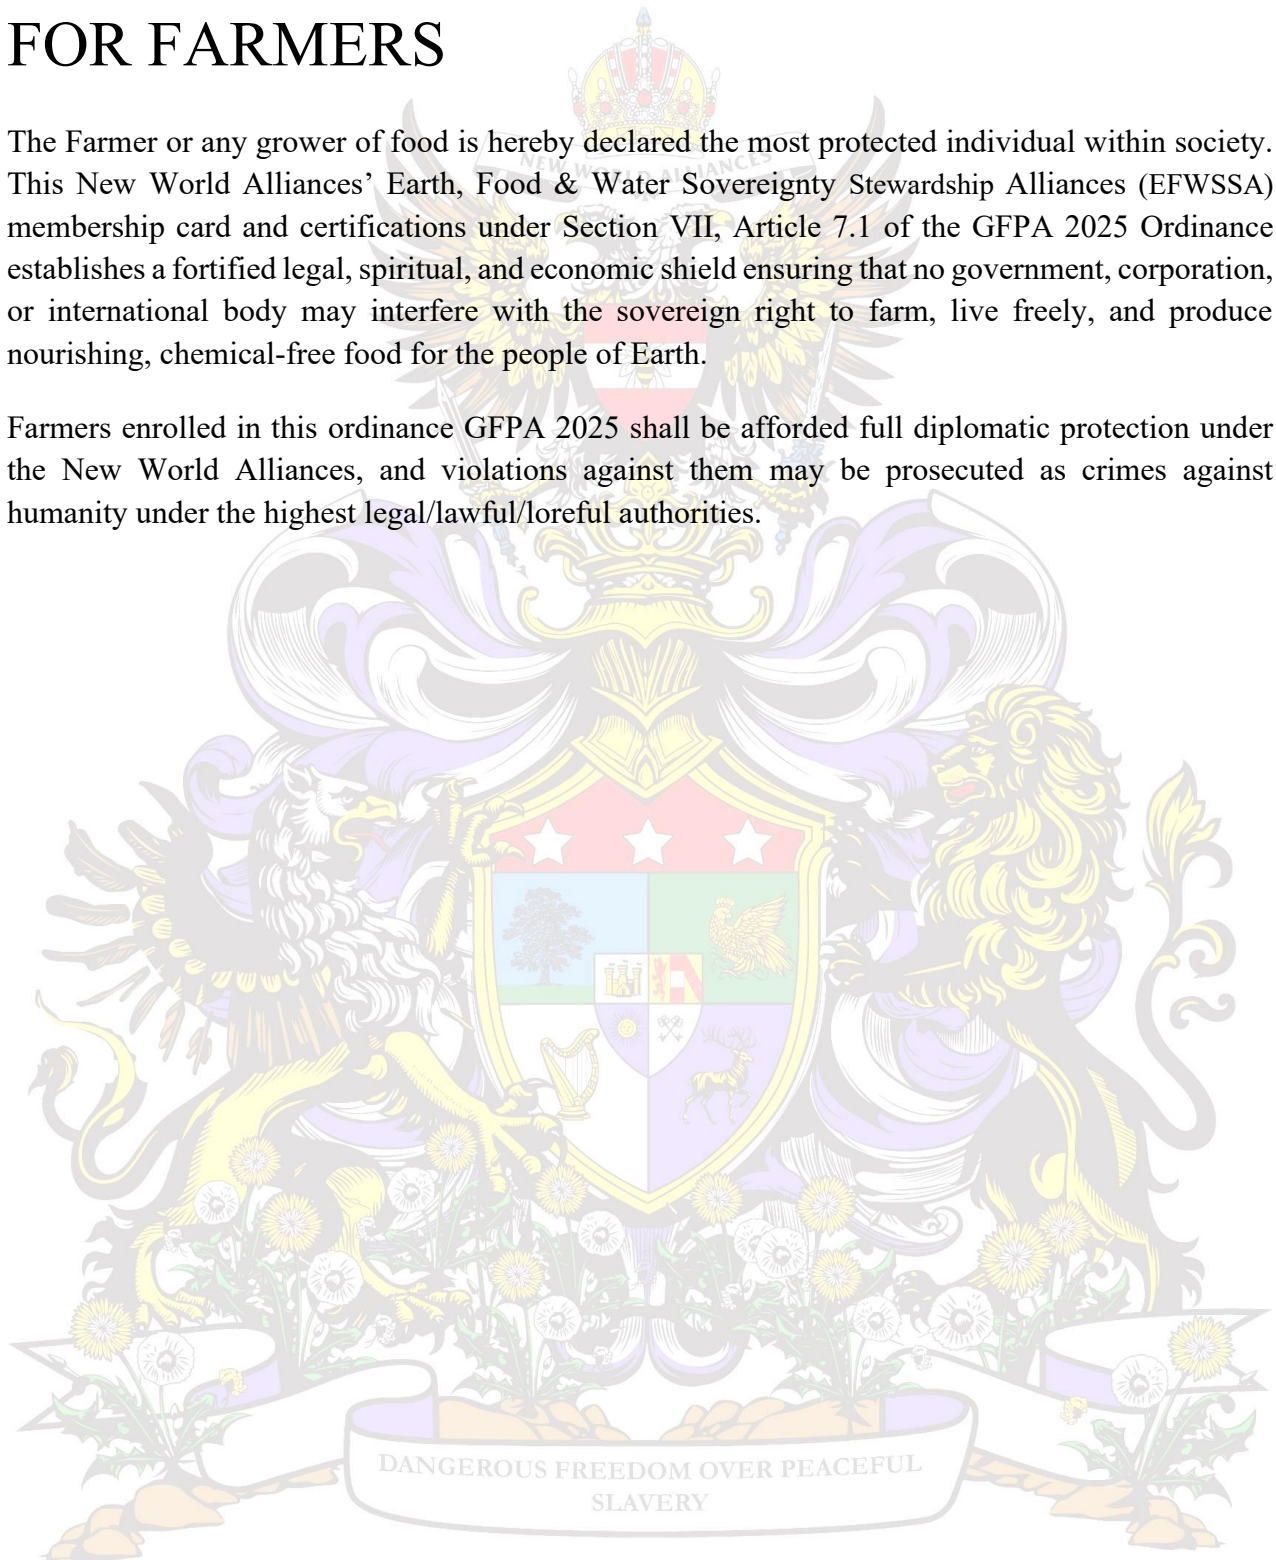 FOR FARMERS
NEW WORLD ALLIANCES
The Farmer or any grower of food is hereby declared the most protected individual within society.
This New World Alliances’ Earth, Food & Water Sovereignty Stewardship Alliances (EFWSSA)
membership card and certifications under Section VII, Article 7.1 of the GFPA 2025 Ordinance
establishes a fortified legal, spiritual, and economic shield ensuring that no government, corporation,
or international body may interfere with the sovereign right to farm, live freely, and produce
nourishing, chemical-free food for the people of Earth.
Farmers enrolled in this ordinance GFPA 2025 shall be afforded full diplomatic protection under
the New World Alliances, and violations against them may be prosecuted as crimes against
humanity under the highest legal/lawful/loreful authorities.
DANGEROUS FREEDOM OVER PEACEFUL
SLAVERY